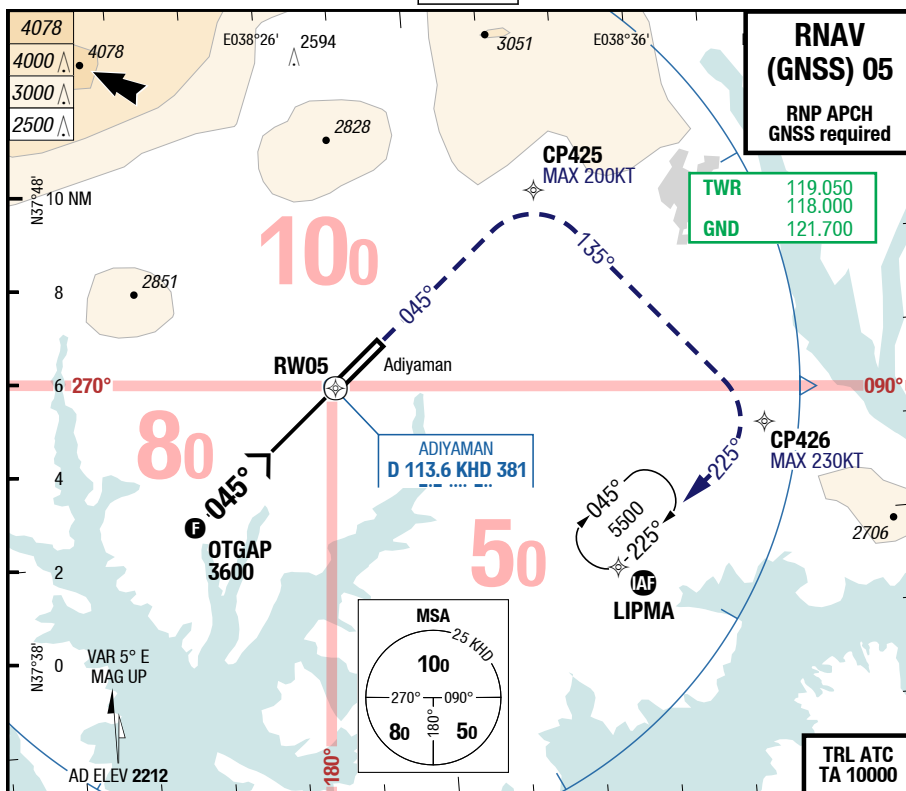 4078
4000
3000
2500
4078
E038°26'
2594
3051
E038°36'
RNAV
(GNSS) 05
RNP APCH
GNSS required
2828
CP425
MAX 200KT
TWR 119.050
118.000
GND 121.700
N37°48'
10 NM
100
135°
045°
2851
8
RW05
Adiyaman
6
270°
090°
80
ADIYAMAN
D 113.6 KHD 381
CP426
MAX 230KT
225°
4
045°
F
OTGAP
3600
50
045°
5500
225°
2706
2
IAF
LIPMA
MSA
25 KHD
100
270°
090°
180°
80
50
N37°38'
0
VAR 5° E
MAG UP
AD ELEV 2212
180°
TRL ATC
TA 10000